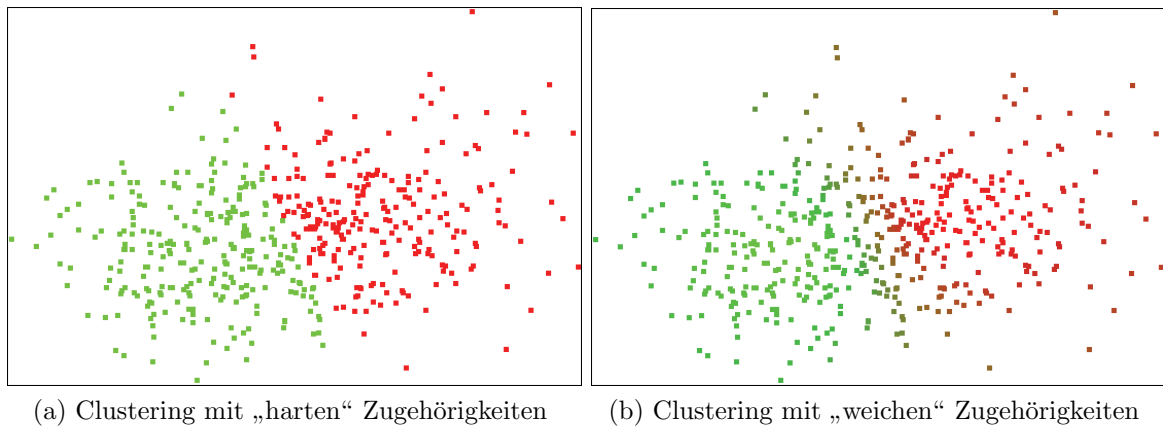 (a) Clustering mit „harten“ Zugehörigkeiten
(b) Clustering mit „weichen“ Zugehörigkeiten